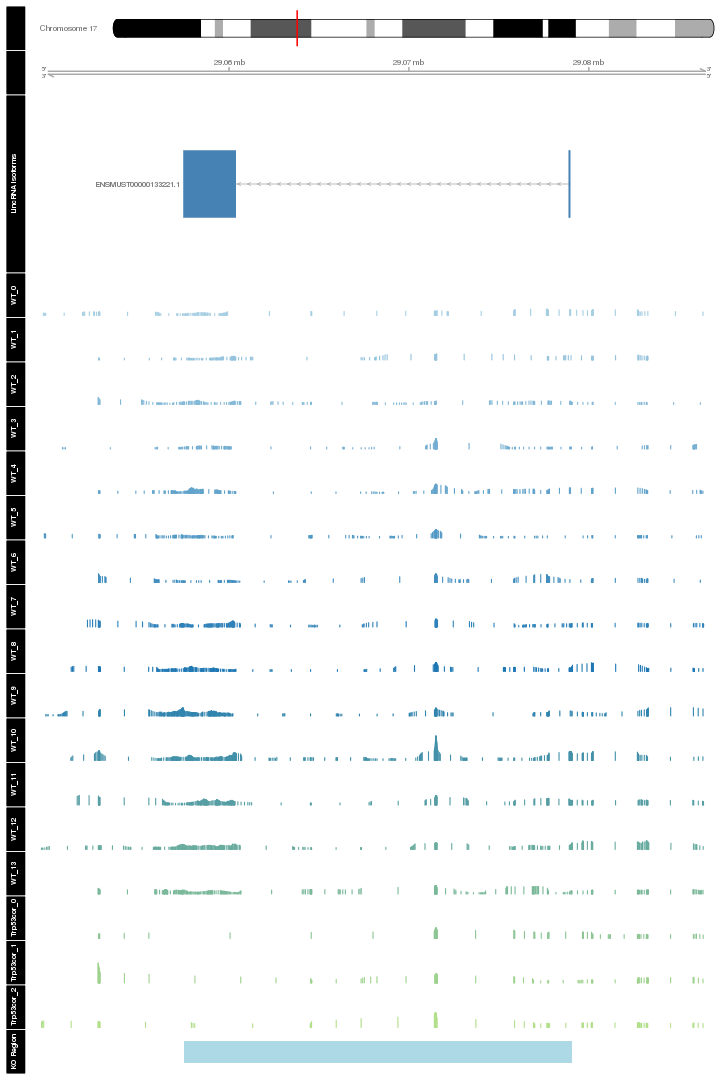 Chromosome 17
5'
3'
29.06 mb
29.07 mb
29.08 mb
3'
5'
LincRNA Isoforms
ENSMUST00000133221.1
WT_0
WT_1
WT_2
WT_3
WT_4
WT_5
WT_6
WT_7
WT_8
WT_9
WT_10
WT_11
WT_12
WT_13
Trp53cor_0
Trp53cor_1
Trp53cor_2
KO Region